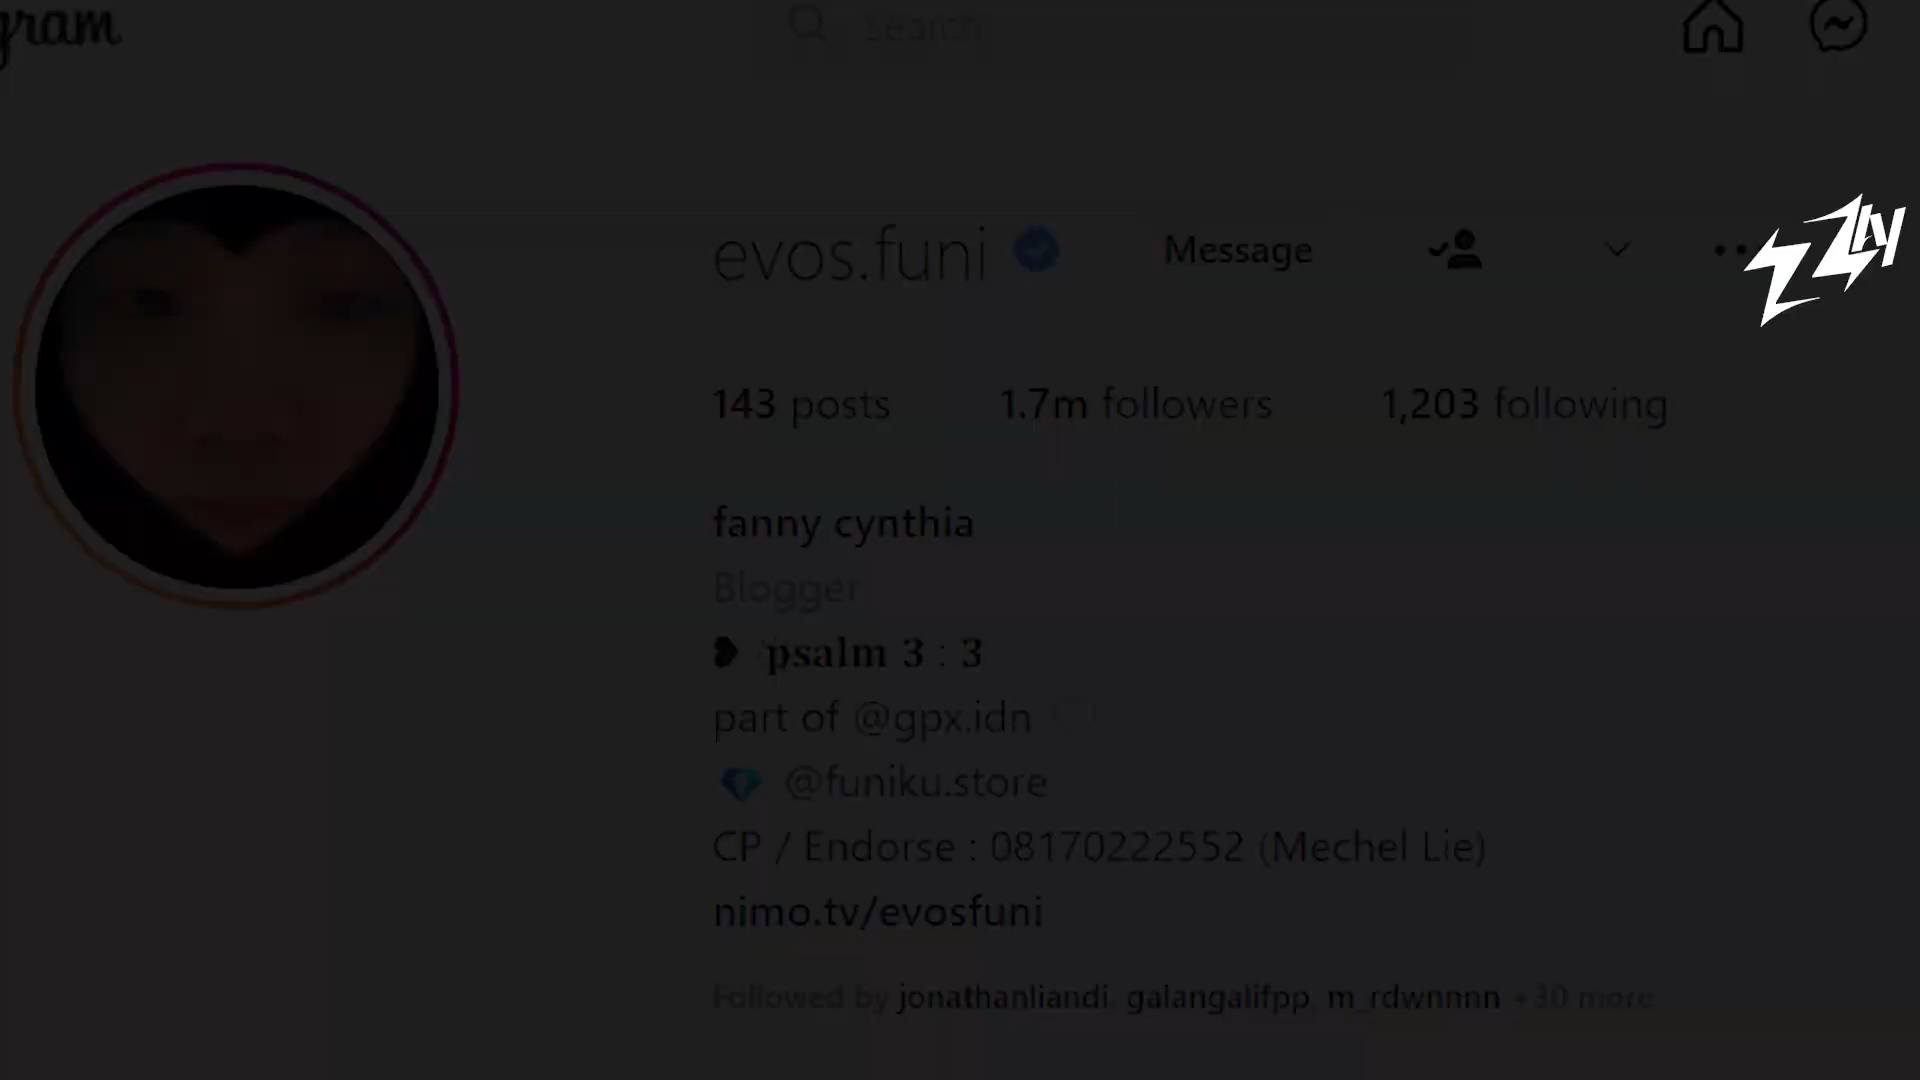 gram
Search
evos.funi
Message
143 posts
1.7m followers
1,203 following
fanny cynthia
Blogger
psalm 3 : 3
part of @gpx.idn
@funiku.store
CP / Endorse : 08170222552 (Mechel Lie)
nimo.tv/evosfuni
Followed by jonathanliandi, galangalifpp, m_rdwnnnn +30 more